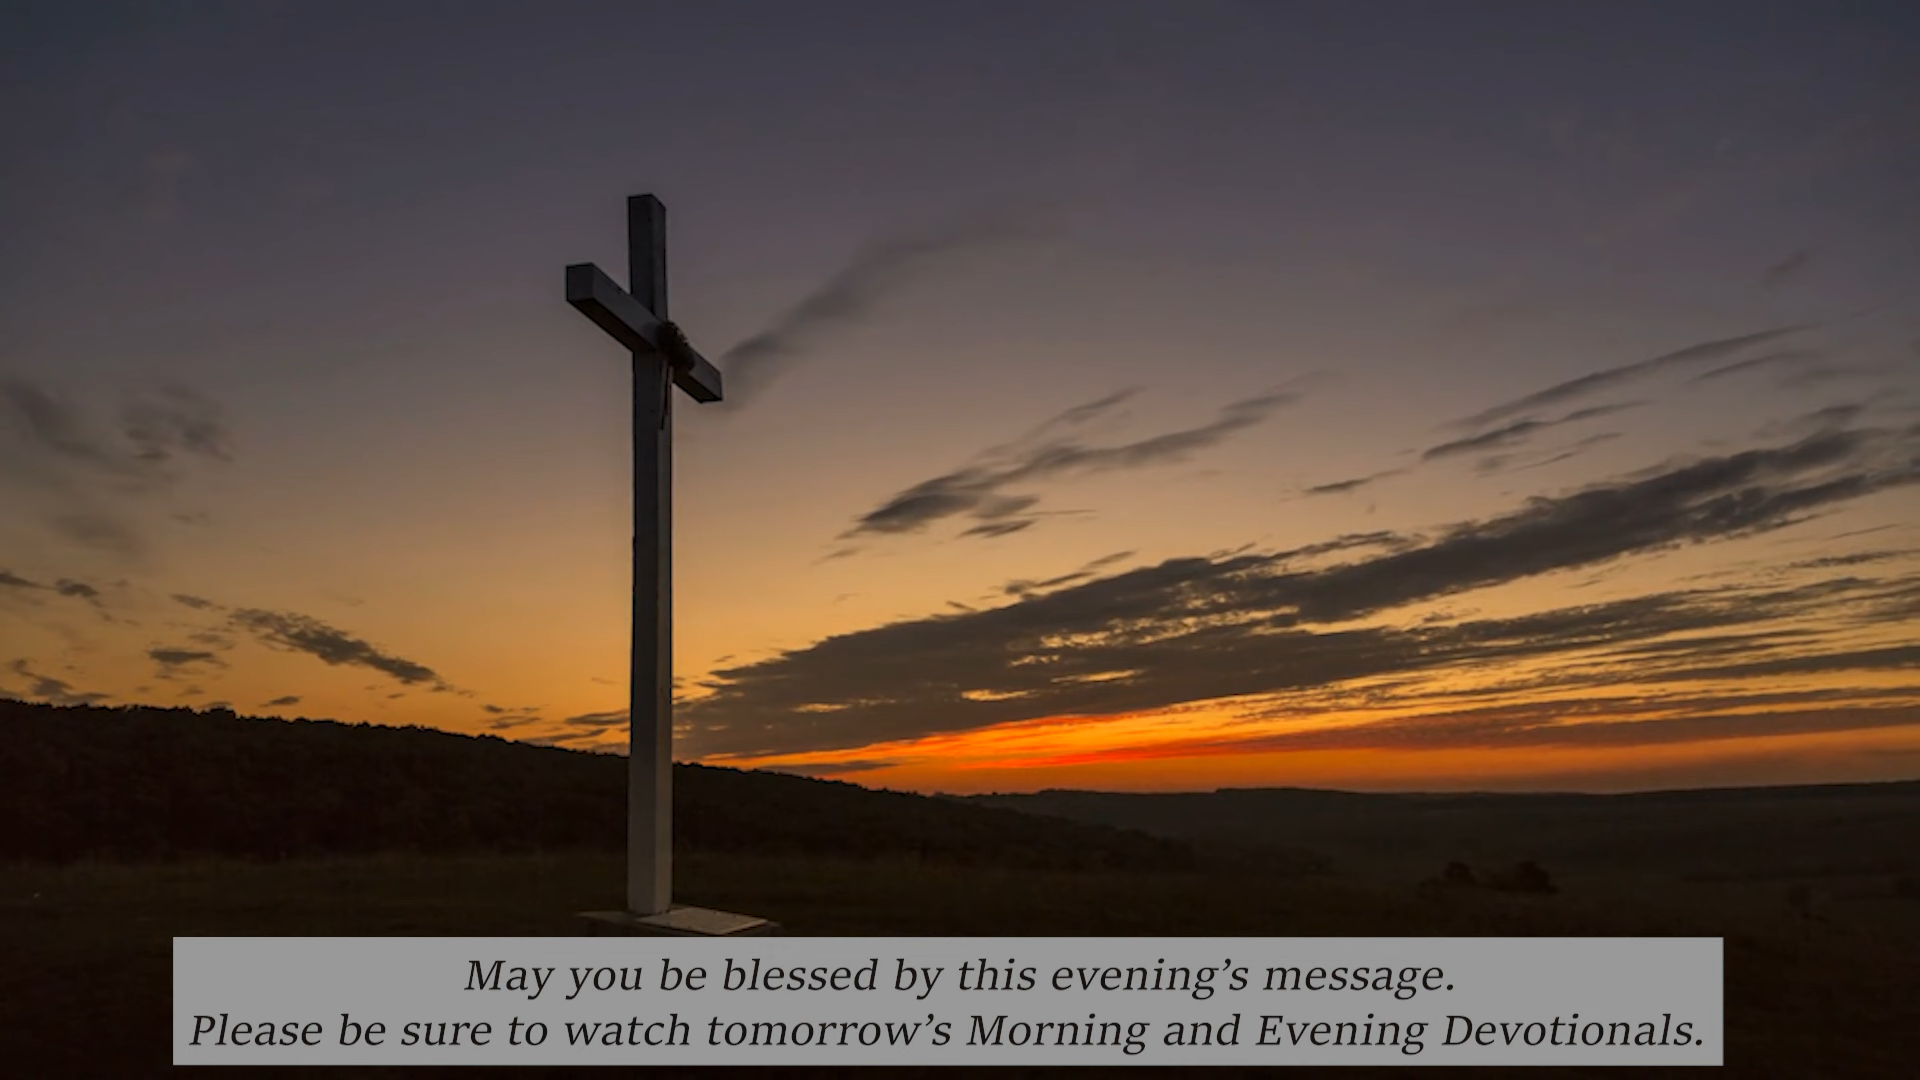 May you be blessed by this evening’s message.
Please be sure to watch tomorrow’s Morning and Evening Devotionals.